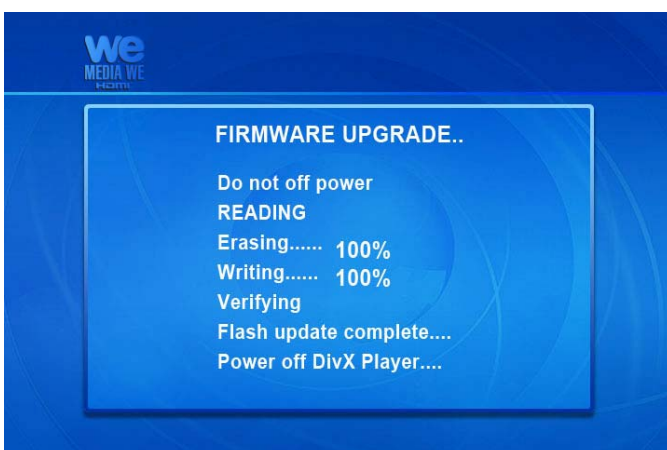 we
MEDIA WE
HDMI
FIRMWARE UPGRADE..
Do not off power
READING
Erasing...... 100%
Writing...... 100%
Verifying
Flash update complete....
Power off DivX Player....